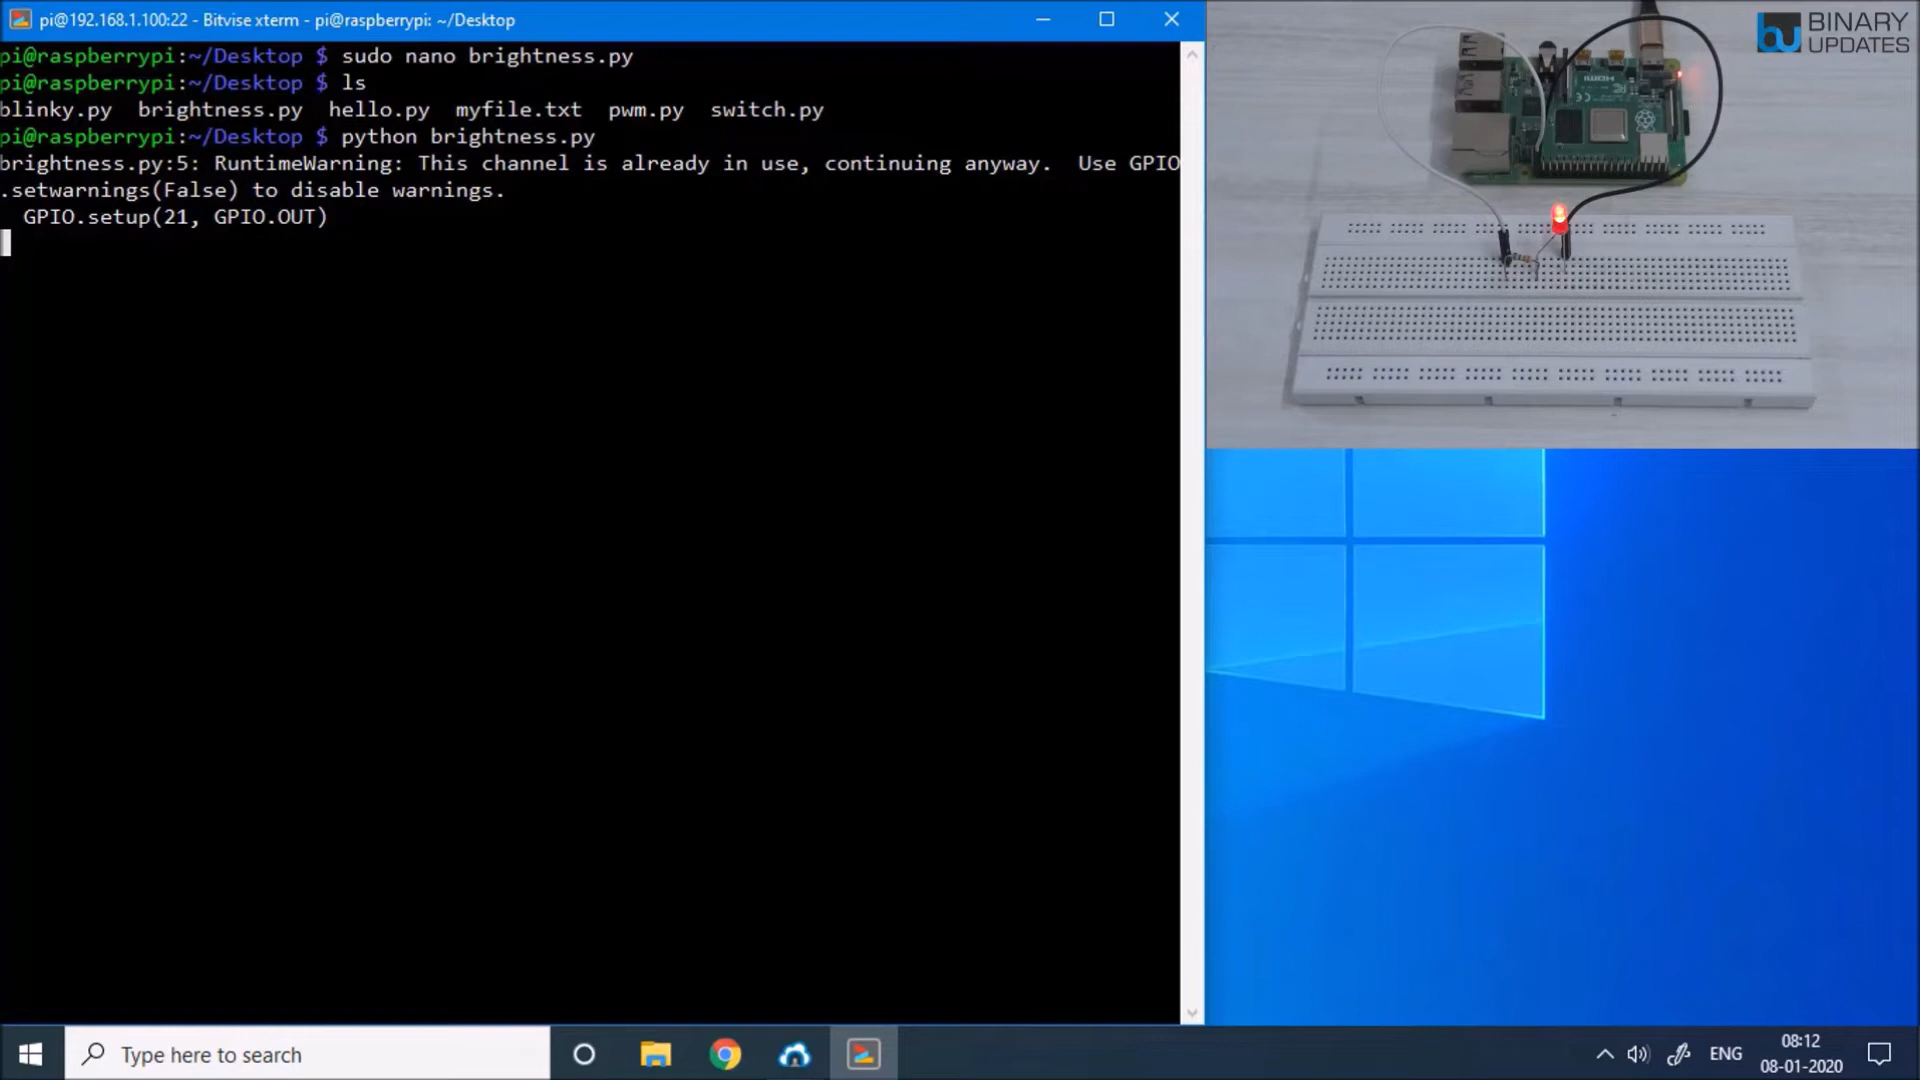 pi@192.168.1.100:22 - Bitvise xterm - pi@raspberrypi: ~/Desktop
pi@raspberrypi:~/Desktop $ sudo nano brightness.py
pi@raspberrypi:~/Desktop $ ls
blinky.py  brightness.py  hello.py  myfile.txt  pwm.py  switch.py
pi@raspberrypi:~/Desktop $ python brightness.py
brightness.py:5: RuntimeWarning: This channel is already in use, continuing anyway.  Use GPIO
.setwarnings(False) to disable warnings.
  GPIO.setup(21, GPIO.OUT)
BINARY
UPDATES
HDMI
Type here to search
ENG
08:12
08-01-2020